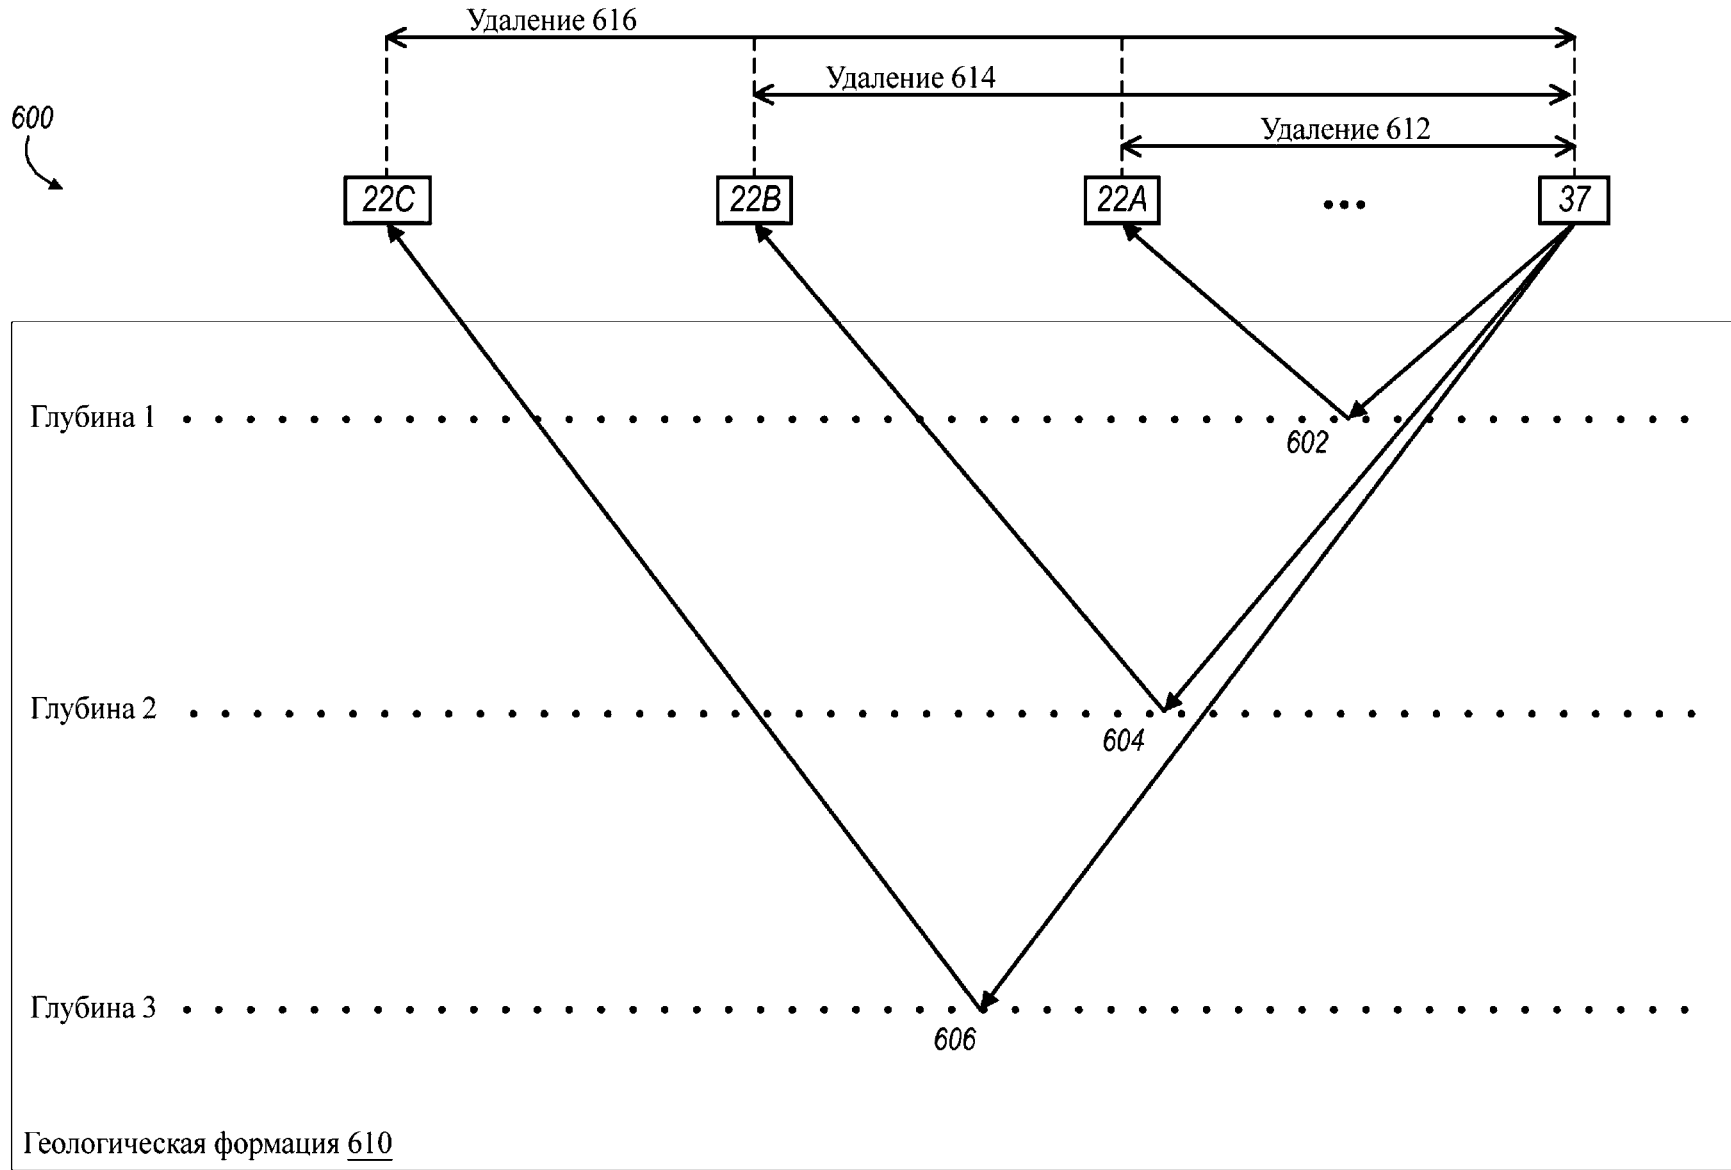 Удаление 616
Удаление 614
600
Удаление 612
22C 22B 22A 37
Глубина 1
602
Глубина 2
604
Глубина 3
606
Геологическая формация 610